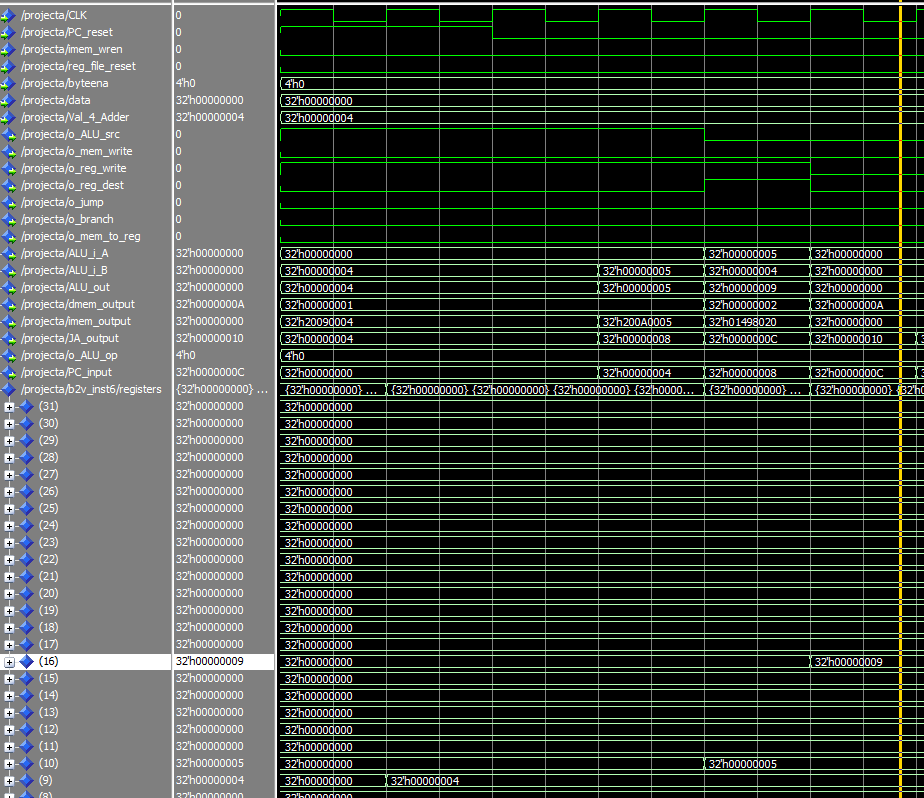 /projecta/CLK 0
/projecta/PC_reset 0
/projecta/imem_wren 0
/projecta/reg_file_reset 0
/projecta/byteena 4'h0 4'h0
/projecta/data 32'h00000000 32'h00000000
/projecta/Val_4_Adder 32'h00000004 32'h00000004
/projecta/o_ALU_src 0
/projecta/o_mem_write 0
/projecta/o_reg_write 0
/projecta/o_reg_dest 0
/projecta/o_jump 0
/projecta/o_branch 0
/projecta/o_mem_to_reg 0
/projecta/ALU_i_A 32'h00000000 32'h00000000 32'h00000005 32'h00000000
/projecta/ALU_i_B 32'h00000000 32'h00000004 32'h00000005 32'h00000004 32'h00000000
/projecta/ALU_out 32'h00000000 32'h00000004 32'h00000005 32'h00000009 32'h00000000
/projecta/dmem_output 32'h0000000A 32'h00000001 32'h00000002 32'h0000000A
/projecta/imem_output 32'h00000000 32'h20090004 32'h200A0005 32'h01498020 32'h00000000
/projecta/JA_output 32'h00000010 32'h00000004 32'h00000008 32'h0000000C 32'h00000010
/projecta/o_ALU_op 4'h0 4'h0
/projecta/PC_input 32'h0000000C 32'h00000000 32'h00000004 32'h00000008 32'h0000000C
/projecta/b2v_inst6/registers {32'h00000000} ... {32'h00000000} ... {32'h00000000} {32'h00000000} {32'h00000000} {32'h0000... {32'h00000000} ... {32'h00000000} {32'h0
(31) 32'h00000000 32'h00000000
(30) 32'h00000000 32'h00000000
(29) 32'h00000000 32'h00000000
(28) 32'h00000000 32'h00000000
(27) 32'h00000000 32'h00000000
(26) 32'h00000000 32'h00000000
(25) 32'h00000000 32'h00000000
(24) 32'h00000000 32'h00000000
(23) 32'h00000000 32'h00000000
(22) 32'h00000000 32'h00000000
(21) 32'h00000000 32'h00000000
(20) 32'h00000000 32'h00000000
(19) 32'h00000000 32'h00000000
(18) 32'h00000000 32'h00000000
(17) 32'h00000000 32'h00000000
(16) 32'h00000009 32'h00000000 32'h00000009
(15) 32'h00000000 32'h00000000
(14) 32'h00000000 32'h00000000
(13) 32'h00000000 32'h00000000
(12) 32'h00000000 32'h00000000
(11) 32'h00000000 32'h00000000
(10) 32'h00000005 32'h00000000 32'h00000005
(9) 32'h00000004 32'h00000000 32'h00000004